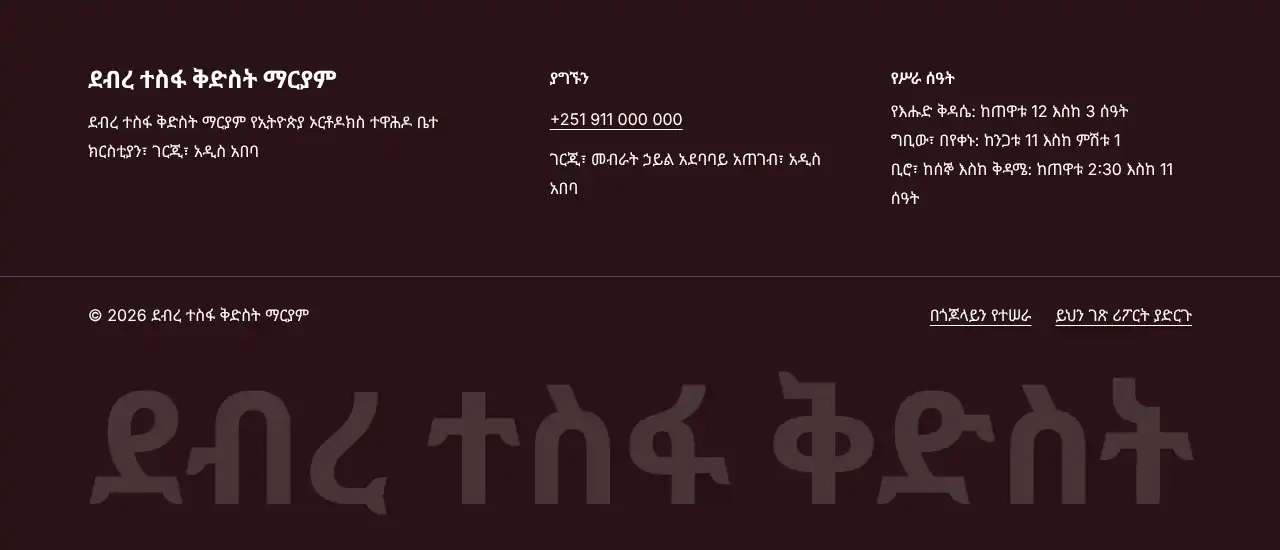 ደብረ ተስፋ ቅድስት ማርያም
ደብረ ተስፋ ቅድስት ማርያም የኢትዮጵያ ኦርቶዶክስ ተዋሕዶ ቤተ
ክርስቲያን፣ ገርጂ፣ አዲስ አበባ
ያግኙን
+251 911 000 000
ገርጂ፣ መብራት ኃይል አደባባይ አጠገብ፣ አዲስ
አበባ
የሥራ ሰዓት
የእሑድ ቅዳሴ: ከጠዋቱ 12 እስከ 3 ሰዓት
ግቢው፣ በየቀኑ: ከንጋቱ 11 እስከ ምሽቱ 1
ቢሮ፣ ከሰኞ እስከ ቅዳሜ: ከጠዋቱ 2:30 እስከ 11
ሰዓት
© 2026 ደብረ ተስፋ ቅድስት ማርያም
በጎጆላይን የተሠራ
ይህን ገጽ ሪፖርት ያድርጉ
ደብረ ተስፋ ቅድስት